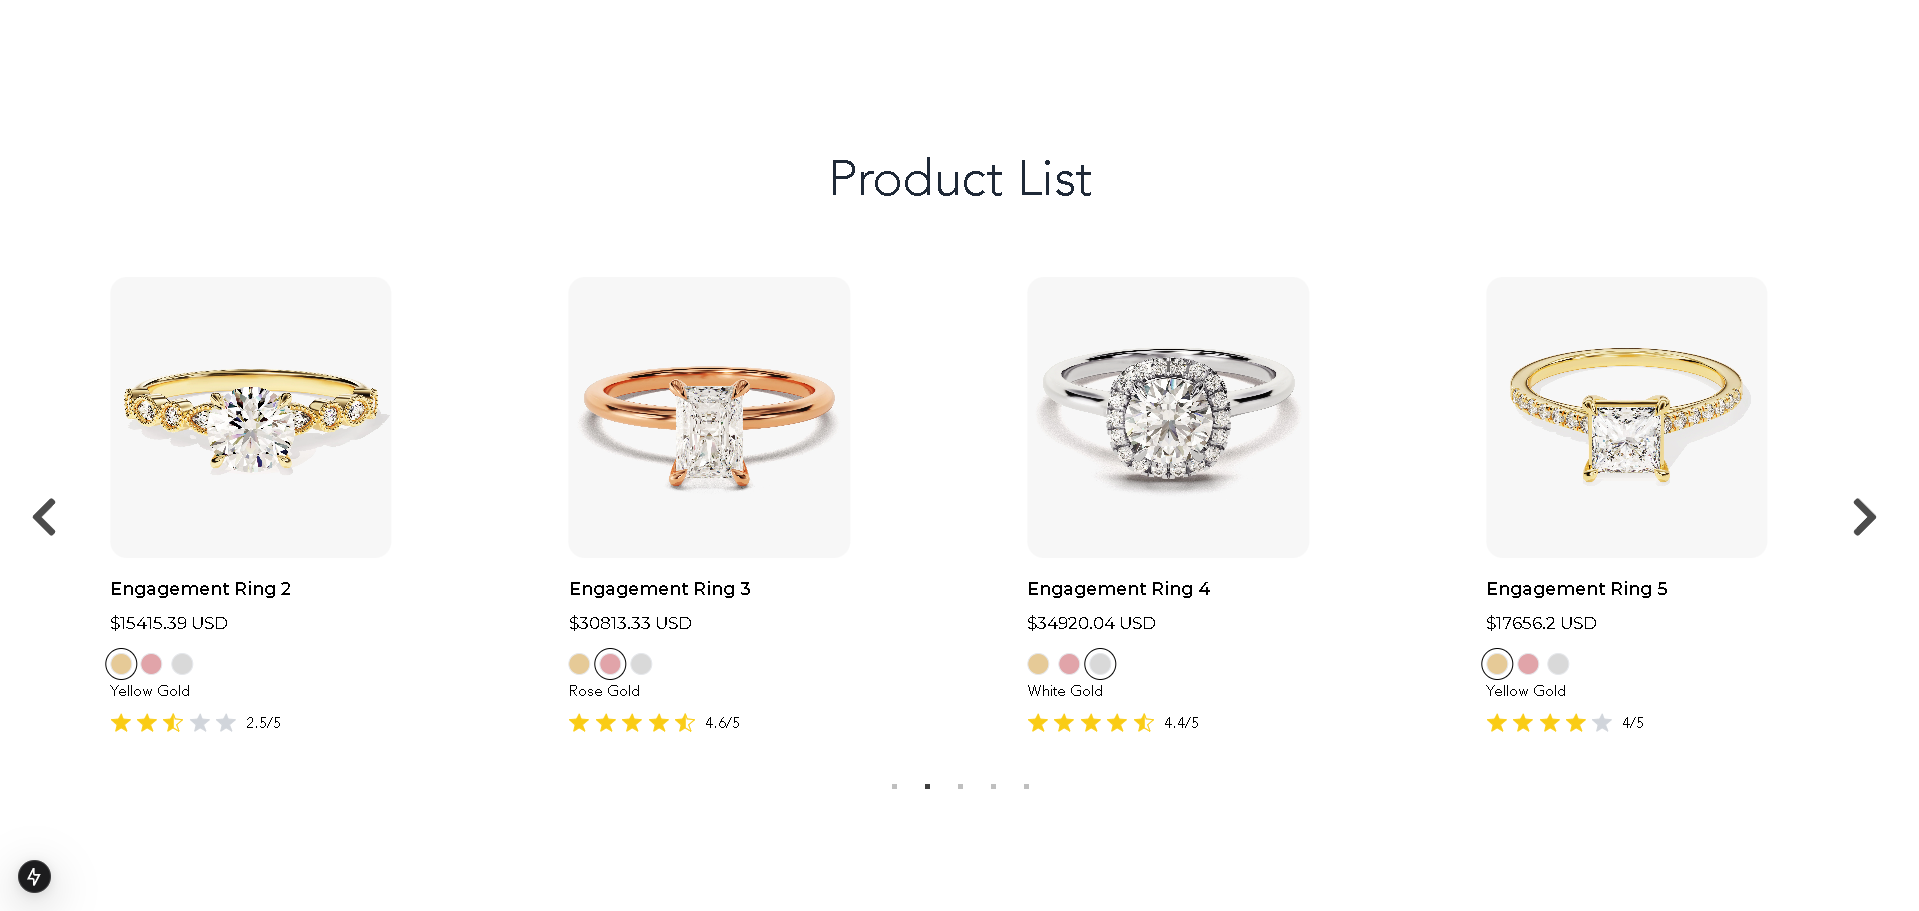 Product List
Engagement Ring 2
$15415.39 USD
Yellow Gold
2.5/5
Engagement Ring 3
$30813.33 USD
Rose Gold
4.6/5
Engagement Ring 4
$34920.04 USD
White Gold
4.4/5
Engagement Ring 5
$17656.2 USD
Yellow Gold
4/5